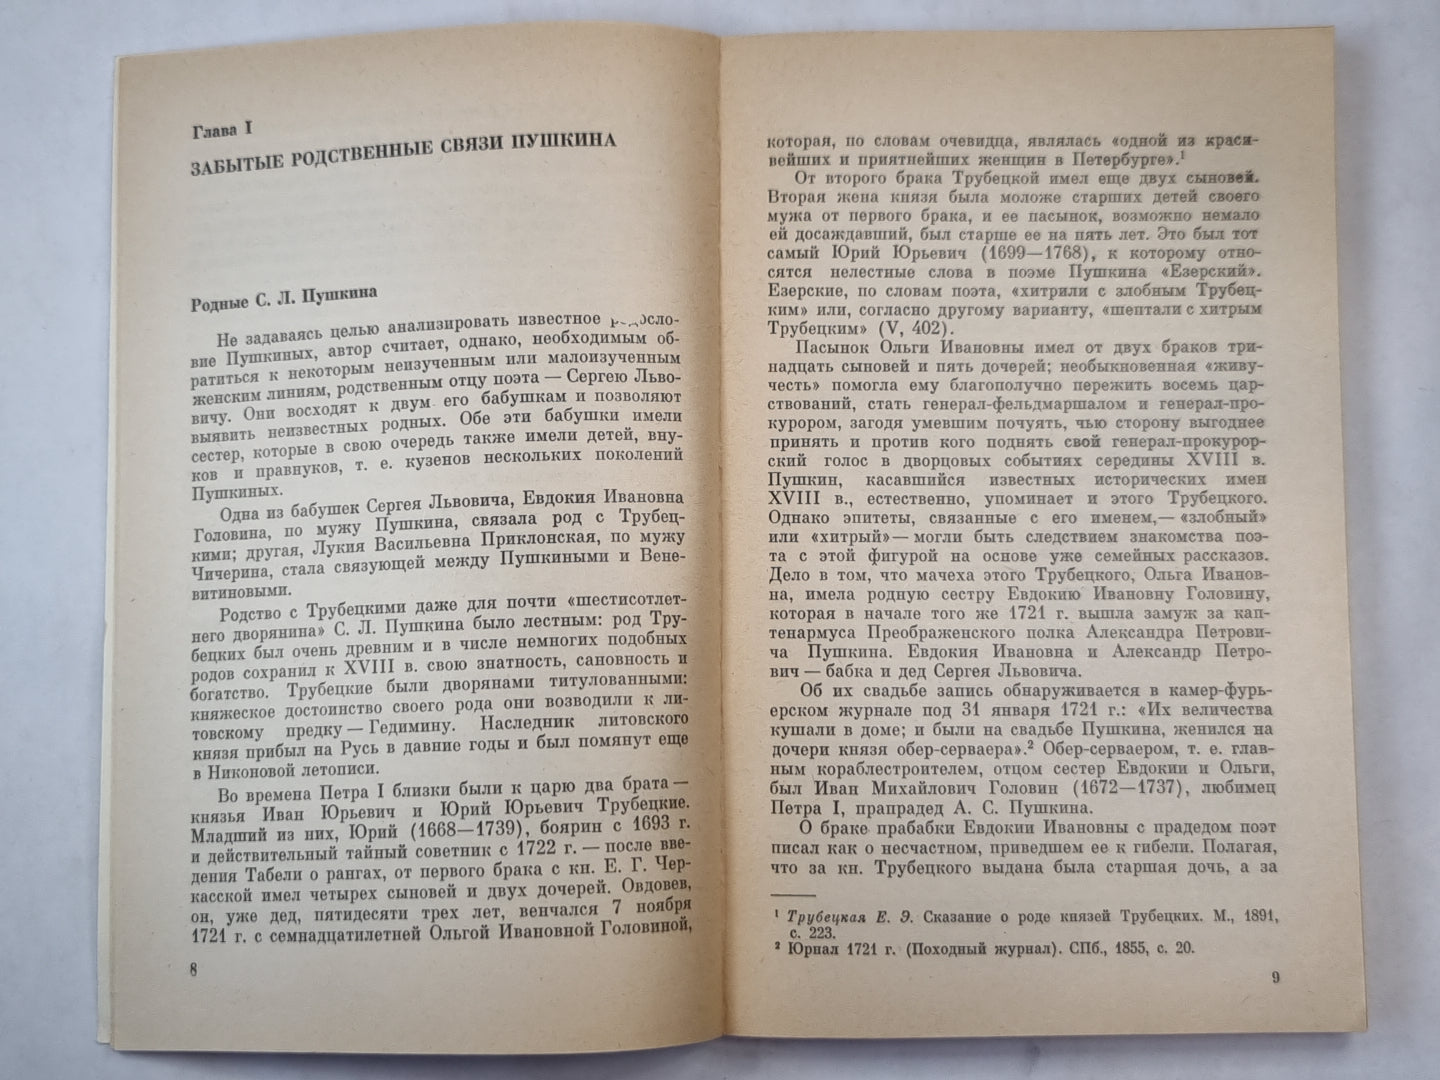 Глава I
ЗАБЫТЫЕ РОДСТВЕННЫЕ СВЯЗИ ПУШКИНА
Родные С. Л. Пушкина
Не задаваясь целью анализировать известное родосло-
вие Пушкиных, автор считает, однако, необходимым об-
ратиться к некоторым неизученным или малоизученным
женским линиям, родственным отцу поэта — Сергею Льво-
вичу. Они восходят к двум его бабушкам и позволяют
выявить неизвестных родных. Обе эти бабушки имели
сестер, которые в свою очередь также имели детей, вну-
ков и правнуков, т. е. кузенов нескольких поколений
Пушкиных.
Одна из бабушек Сергея Львовича, Евдокия Ивановна
Головина, по мужу Пушкина, связала род с Трубец-
кими; другая, Лукия Васильевна Приклонская, по мужу
Чичерина, стала связующей между Пушкиными и Вене-
витиновыми.
Родство с Трубецкими даже для почти «шестисотлет-
него дворянина» С. Л. Пушкина было лестным: род Тру-
бецких был очень древним и в числе немногих подобных
родов сохранил к XVIII в. свою знатность, сановность и
богатство. Трубецкие были дворянами титулованными:
княжеское достоинство своего рода они возводили к ли-
товскому предку — Гедимину. Наследник литовского
князя прибыл на Русь в давние годы и был помянут еще
в Никоновой летописи.
Во времена Петра I близки были к царю два брата —
князья Иван Юрьевич и Юрий Юрьевич Трубецкие.
Младший из них, Юрий (1668—1739), боярин с 1693 г.
и действительный тайный советник с 1722 г. — после вве-
дения Табели о рангах, от первого брака с кн. Е. Г. Чер-
касской имел четырех сыновей и двух дочерей. Овдовев,
он, уже дед, пятидесяти трех лет, венчался 7 ноября
1721 г. с семнадцатилетней Ольгой Ивановной Головиной,
8
которая, по словам очевидца, являлась «одной из краси-
вейших и приятнейших женщин в Петербурге».¹
От второго брака Трубецкой имел еще двух сыновей.
Вторая жена князя была моложе старших детей своего
мужа от первого брака, и ее пасынок, возможно немало
ей досаждавший, был старше ее на пять лет. Это был тот
самый Юрий Юрьевич (1699—1768), к которому отно-
сятся нелестные слова в поэме Пушкина «Езерский».
Езерские, по словам поэта, «хитрили с злобным Трубец-
ким» или, согласно другому варианту, «шептали с хитрым
Трубецким» (V, 402).
Пасынок Ольги Ивановны имел от двух браков три-
надцать сыновей и пять дочерей; необыкновенная «живу-
честь» помогла ему благополучно пережить восемь цар-
ствований, стать генерал-фельдмаршалом и генерал-про-
курором, загодя умевшим почуять, чью сторону выгоднее
принять и против кого поднять свой генерал-прокурор-
ский голос в дворцовых событиях середины XVIII в.
Пушкин, касавшийся известных исторических имен
XVIII в., естественно, упоминает и этого Трубецкого.
Однако эпитеты, связанные с его именем,— «злобный»
или «хитрый» — могли быть следствием знакомства поэ-
та с этой фигурой на основе уже семейных рассказов.
Дело в том, что мачеха этого Трубецкого, Ольга Иванов-
на, имела родную сестру Евдокию Ивановну Головину,
которая в начале того же 1721 г. вышла замуж за кап-
тенармуса Преображенского полка Александра Петрови-
ча Пушкина. Евдокия Ивановна и Александр Петро-
вич — бабка и дед Сергея Львовича.
Об их свадьбе запись обнаруживается в камер-фурь-
ерском журнале под 31 января 1721 г.: «Их величества
кушали в доме; и были на свадьбе Пушкина, женился на
дочери князя обер-серваера».² Обер-серваером, т. е. глав-
ным кораблестроителем, отцом сестер Евдокии и Ольги,
был Иван Михайлович Головин (1672—1737), любимец
Петра I, прапрадед А. С. Пушкина.
О браке прабабки Евдокии Ивановны с прадедом поэт
писал как о несчастном, приведшем ее к гибели. Полагая,
что за кн. Трубецкого выдана была старшая дочь, а за
¹ Трубецкая Е. Э. Сказание о роде князей Трубецких. М., 1891,
с. 223.
² Юрнал 1721 г. (Походный журнал). СПб., 1855, с. 20.
9